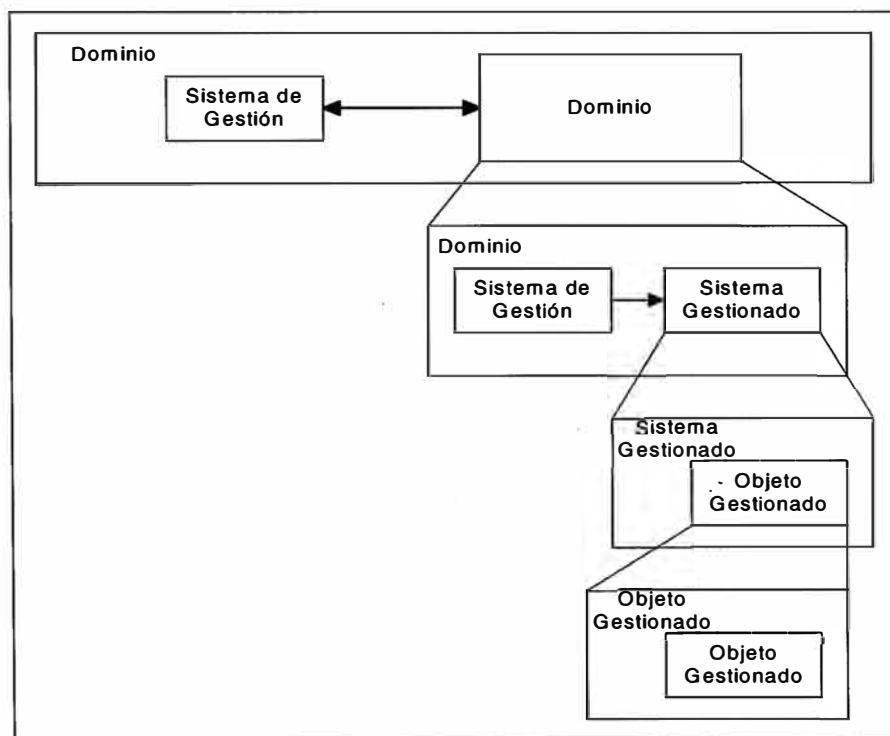 Dominio
Sistema de
Gestión
Dominio
Dominio
Sistema de
Gestión
Sistema
Gestionado
Sistema
Gestionado
Objeto
Gestionado
Objeto
Gestionado
Objeto
Gestionado